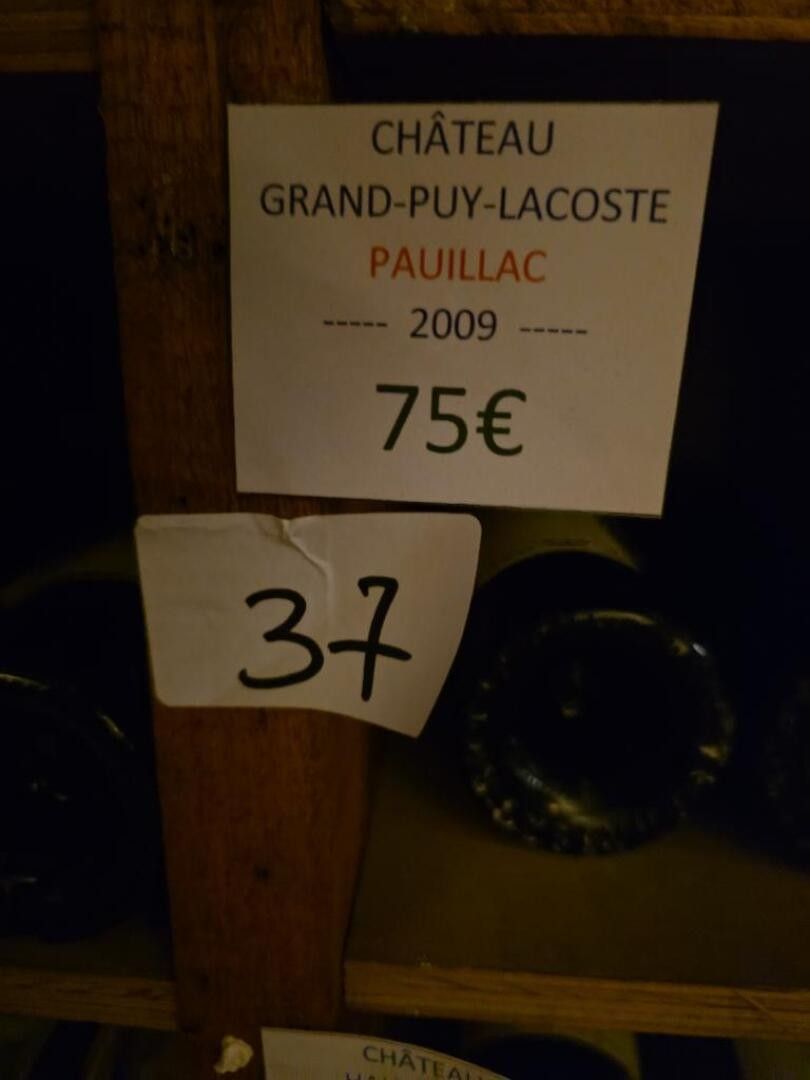 CHÂTEAU
GRAND-PUY-LACOSTE
PAUILLAC
----- 2009 -----
75€
37
CHÂTEAU